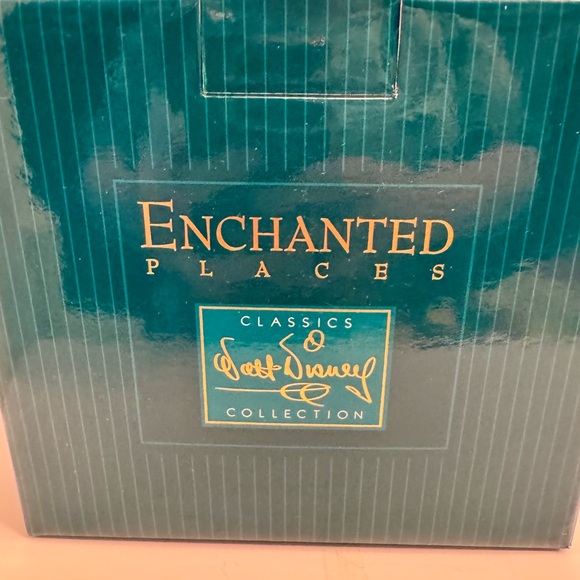 ENCHANTED
PLACES
CLASSICS
Walt Disney
COLLECTION